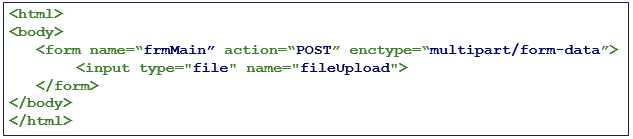 <html>
<body>
<form name=“frmMain” action=“POST” enctype=“multipart/form-data”>
<input type="file" name="fileUpload">
</form>
</body>
</html>